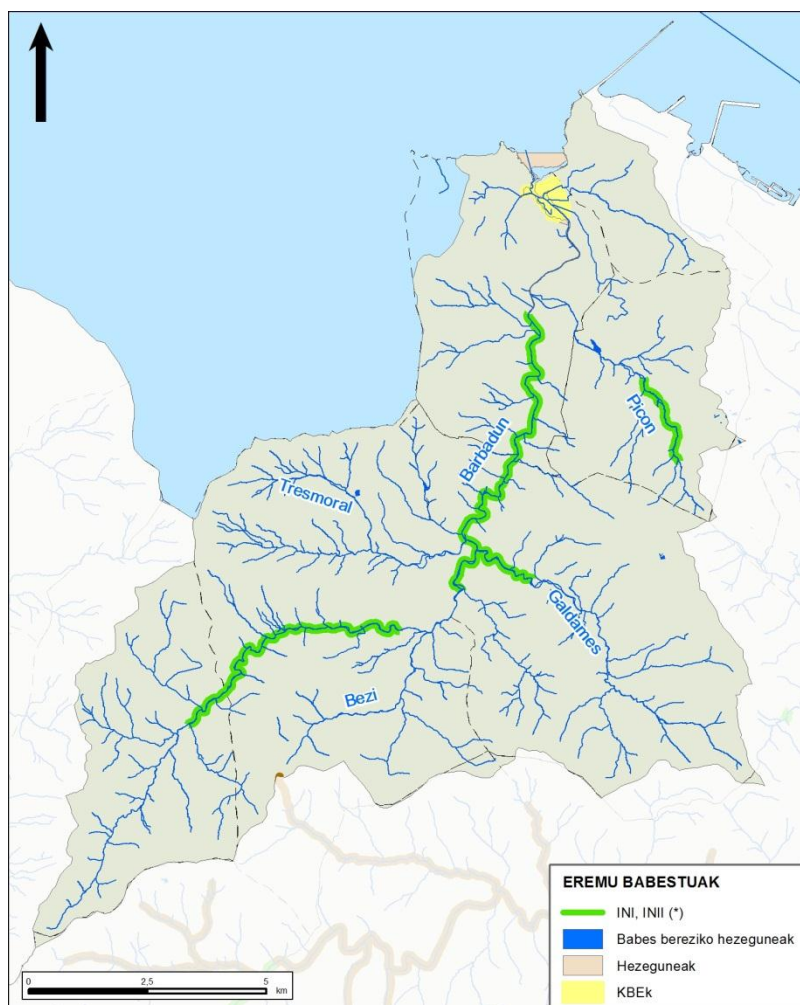 Picon
Barbadun
Tresmoral
Galdames
Bezi
EREMU BABESTUAK
INI, INII (*)
Babes bereziko hezeguneak
Hezeguneak
KBEk
0 2,5 5
km